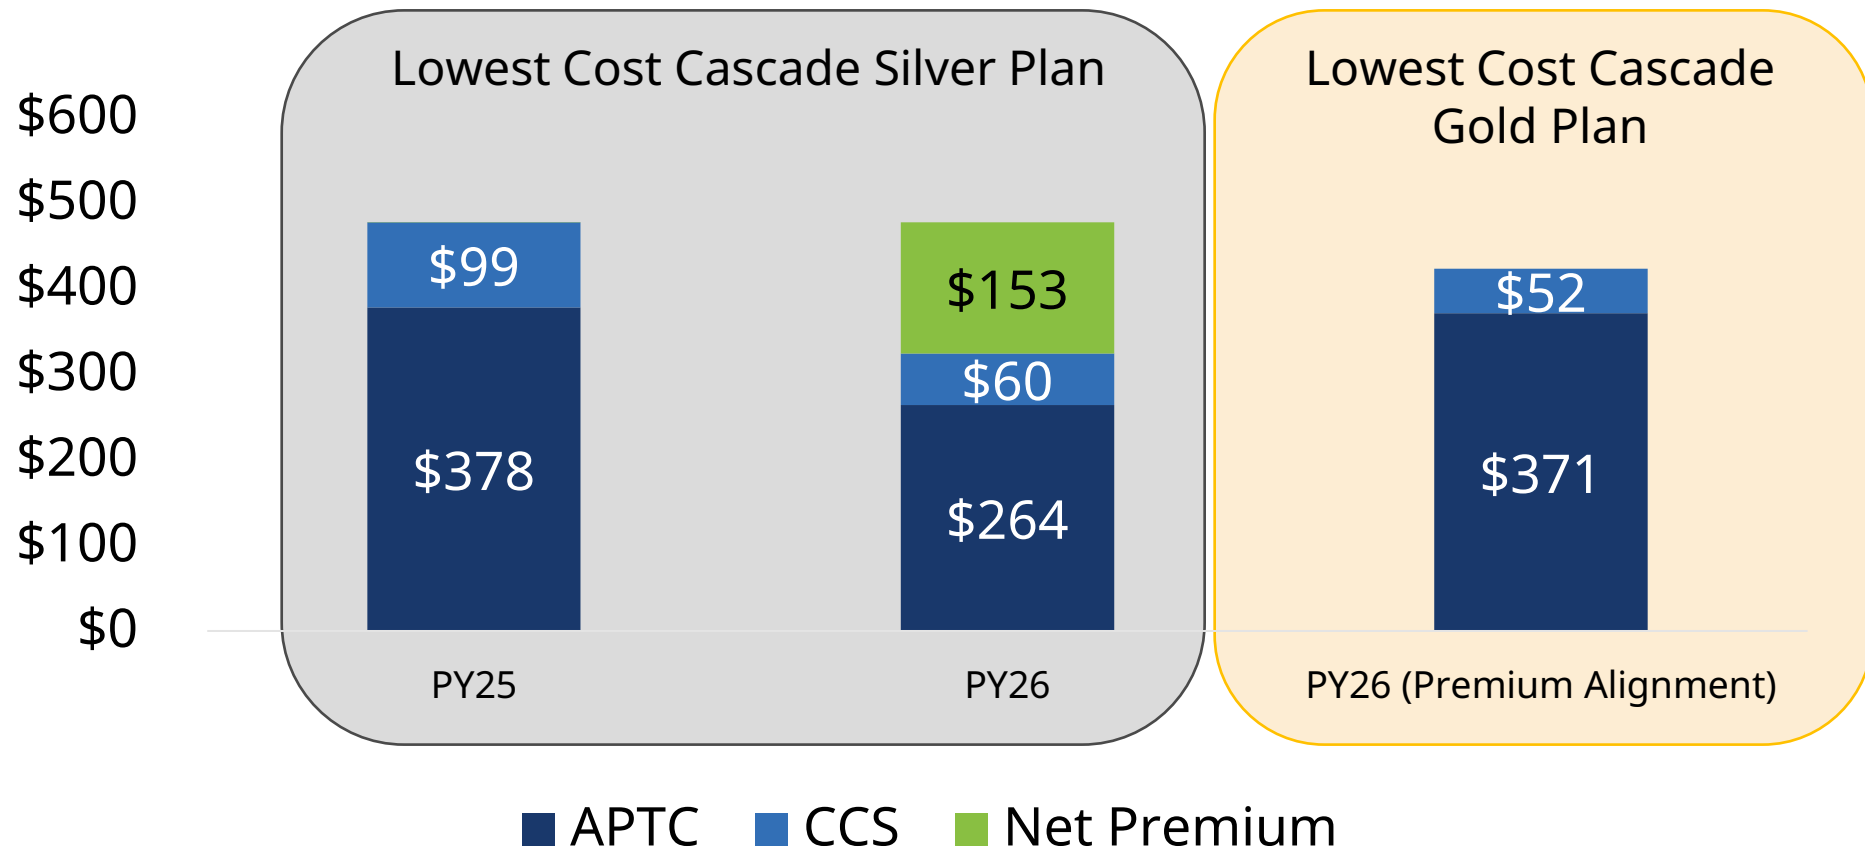 Lowest Cost Cascade Silver Plan
Lowest Cost Cascade
Gold Plan
$600
$500
$400
$300
$200
$100
$0
$99
$378
$153
$60
$264
$52
$371
PY25
PY26
PY26 (Premium Alignment)
APTC
CCS
Net Premium